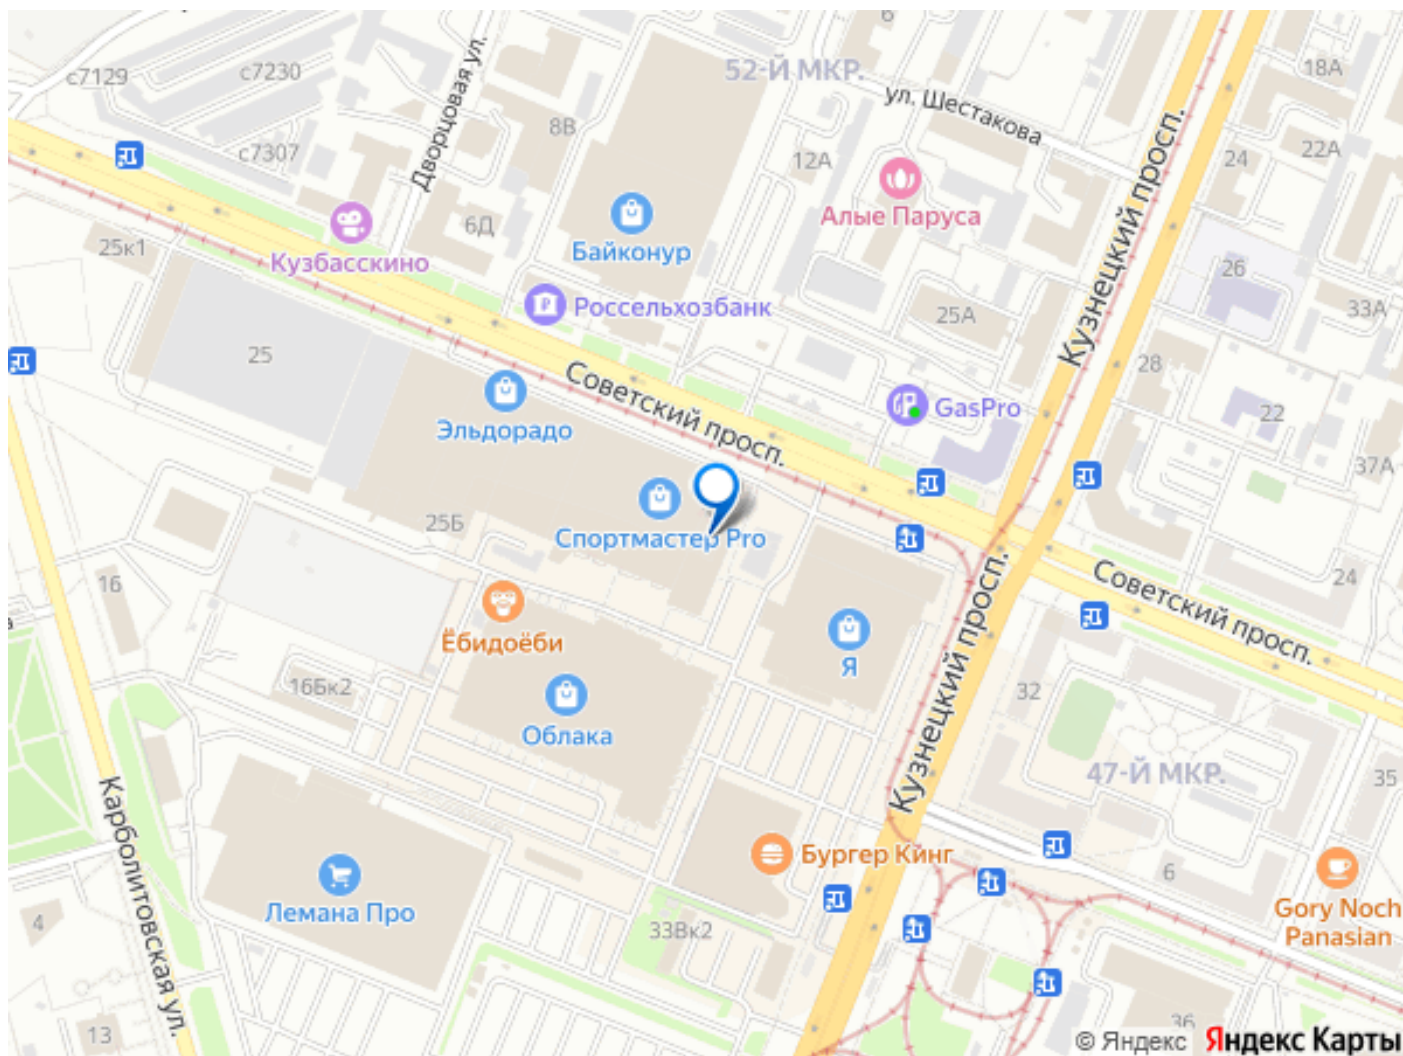 6
52-Й МКР.
18А
с7129
с7230
ул. Шестакова
Дворцовая ул.
8В
с7307
12А
24
22А
Кузнецкий просп.
Алые Паруса
6Д
25к1
Байконур
Кузбасскино
26
Россельхозбанк
25А
33А
25
28
Советский просп.
GasPro
22
Эльдорадо
37А
25Б
Спортмастер Pro
16
24
Советский просп.
Ёбидоёби
Я
Кузнецкий просп.
16Бк2
32
Облака
47-Й МКР.
35
Карболитовская ул.
Бургер Кинг
6
Лемана Про
4
33Вк2
Gory Noch
Panasian
13
36
© Яндекс Яндекс Карты